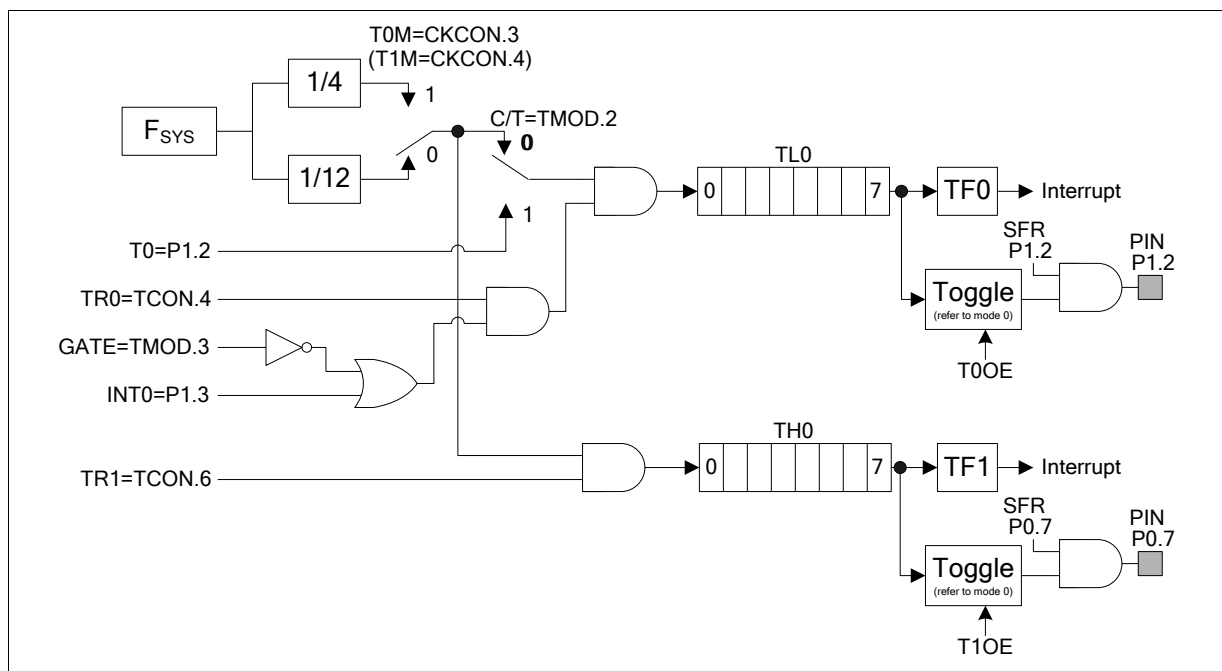 T0M=CKCON.3
(T1M=CKCON.4)
1/4
1
FSYS
C/T=TMOD.2
0
0
1/12
1
TL0
0 7
TF0
Interrupt
T0=P1.2
SFR
P1.2
PIN
P1.2
TR0=TCON.4
Toggle
(refer to mode 0)
GATE=TMOD.3
T0OE
INT0=P1.3
TH0
0 7
TF1
Interrupt
TR1=TCON.6
SFR
P0.7
PIN
P0.7
Toggle
(refer to mode 0)
T1OE